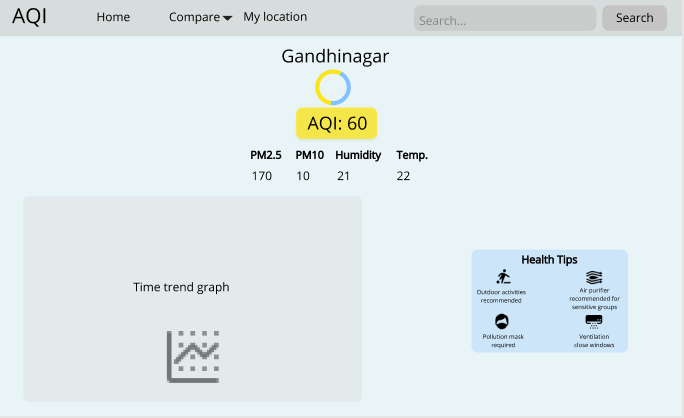 AQI Home Compare My location Search... Search
Gandhinagar
AQI: 60
PM2.5 PM10 Humidity Temp.
170 10 21 22
Time trend graph
Health Tips
Outdoor activities
recommended
Air purifier
recommended for
sensitive groups
Pollution mask
required
Ventilation
close windows